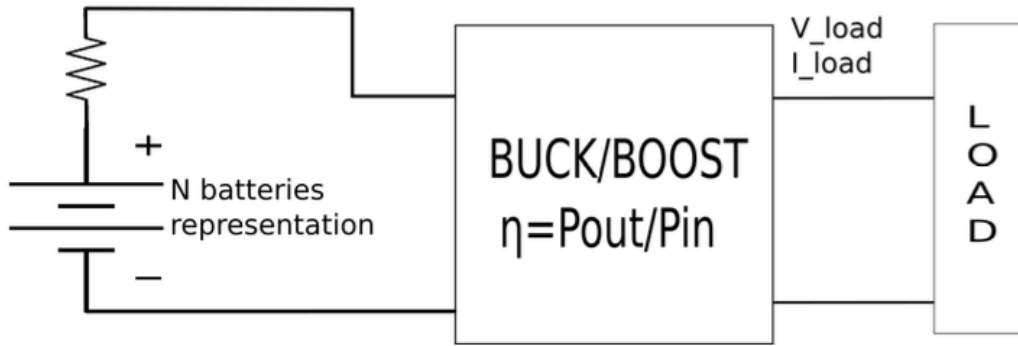 V_load
I_load
+
N batteries
representation
−
BUCK/BOOST
η=Pout/Pin
L
O
A
D